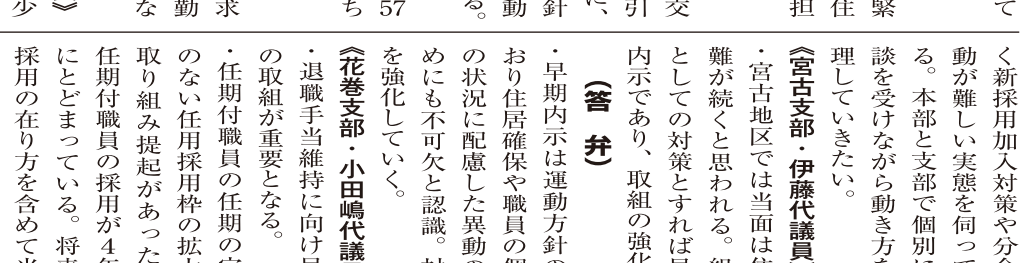 て
緊
住
担
交
引
に、
針
動
る。
57
ち
求
勤
な
》
少
く新採用加入対策や分会
動が難しい実態を伺って
る。本部と支部で個別に
談を受けながら動き方を
理していきたい。
《宮古支部・伊藤代議員
・宮古地区では当面は住
難が続くと思われる。組
としての対策とすれば早
内示であり、取組の強化
(答 弁)
・早期内示は運動方針の
おり住居確保や職員の個
の状況に配慮した異動の
めにも不可欠と認識。対
を強化していく。
《花巻支部・小田嶋代議
・退職手当維持に向け
の取組が重要となる。
・任期付職員の任期の定
のない任用採用枠の拡大
取り組み提起があった
任期付職員の採用が4年
にとどまっている。将来
採用の在り方を含めて